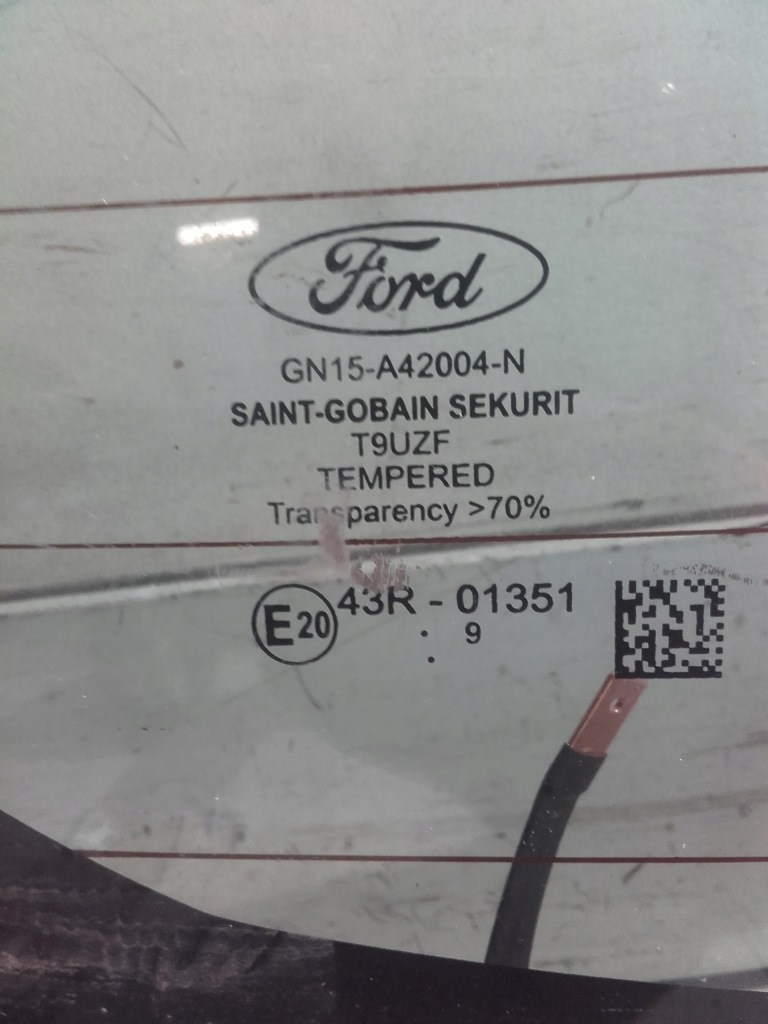 Ford
GN15-A42004-N
SAINT-GOBAIN SEKURIT
T9UZF
TEMPERED
Transparency >70%
E20 43R - 01351
. 9
.